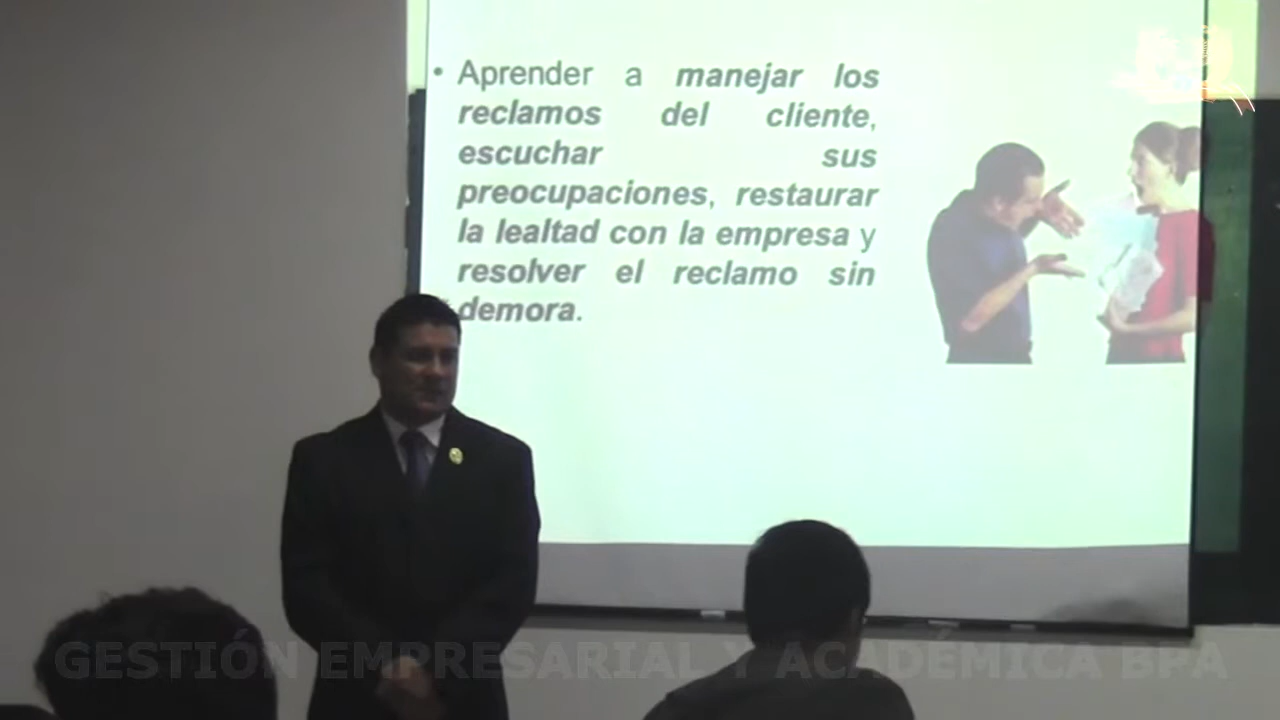 • Aprender a manejar los
reclamos del cliente,
escuchar sus
preocupaciones, restaurar
la lealtad con la empresa y
resolver el reclamo sin
demora.
GESTIÓN EMPRESARIAL Y ACADÉMICA BPA